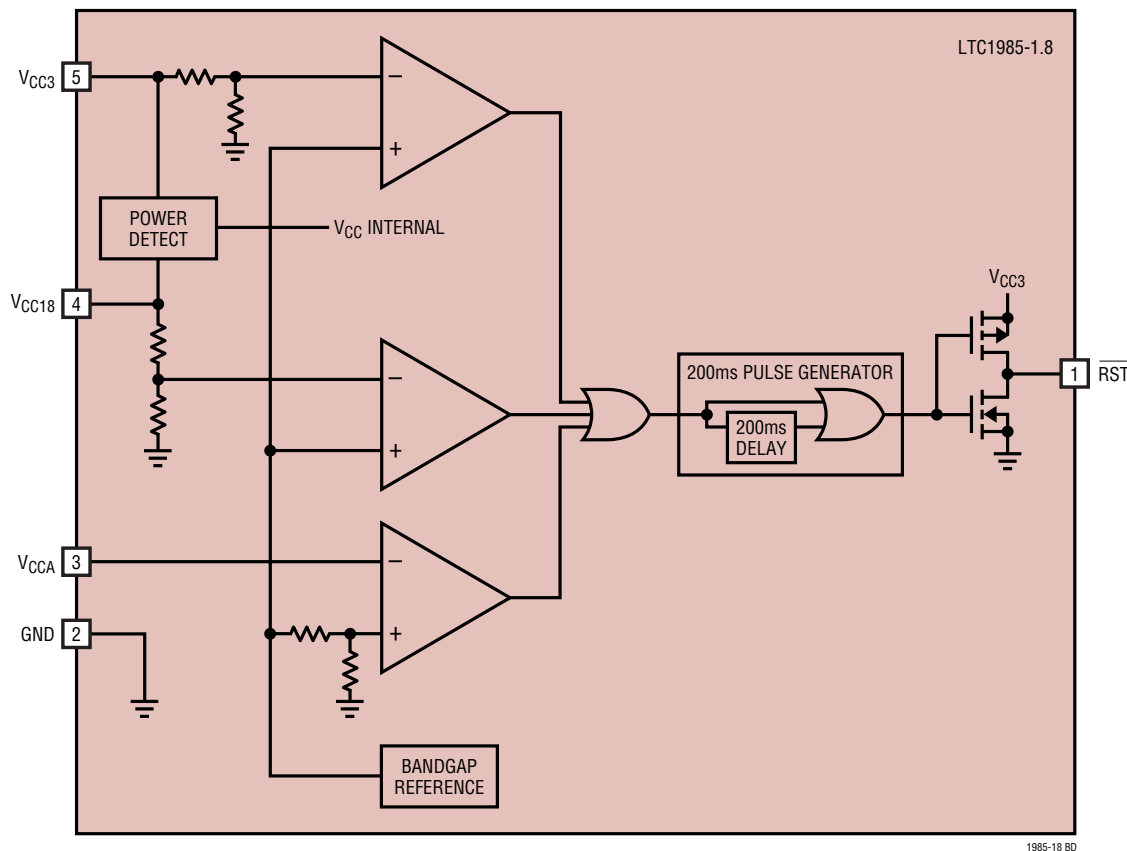 LTC1985-1.8
VCC3 5
−
+
POWER
DETECT
VCC INTERNAL
VCC18 4
−
+
VCC3
200ms PULSE GENERATOR
200ms
DELAY
1 R̅S̅T̅
VCCA 3
−
GND 2
+
BANDGAP
REFERENCE
1985-18 BD